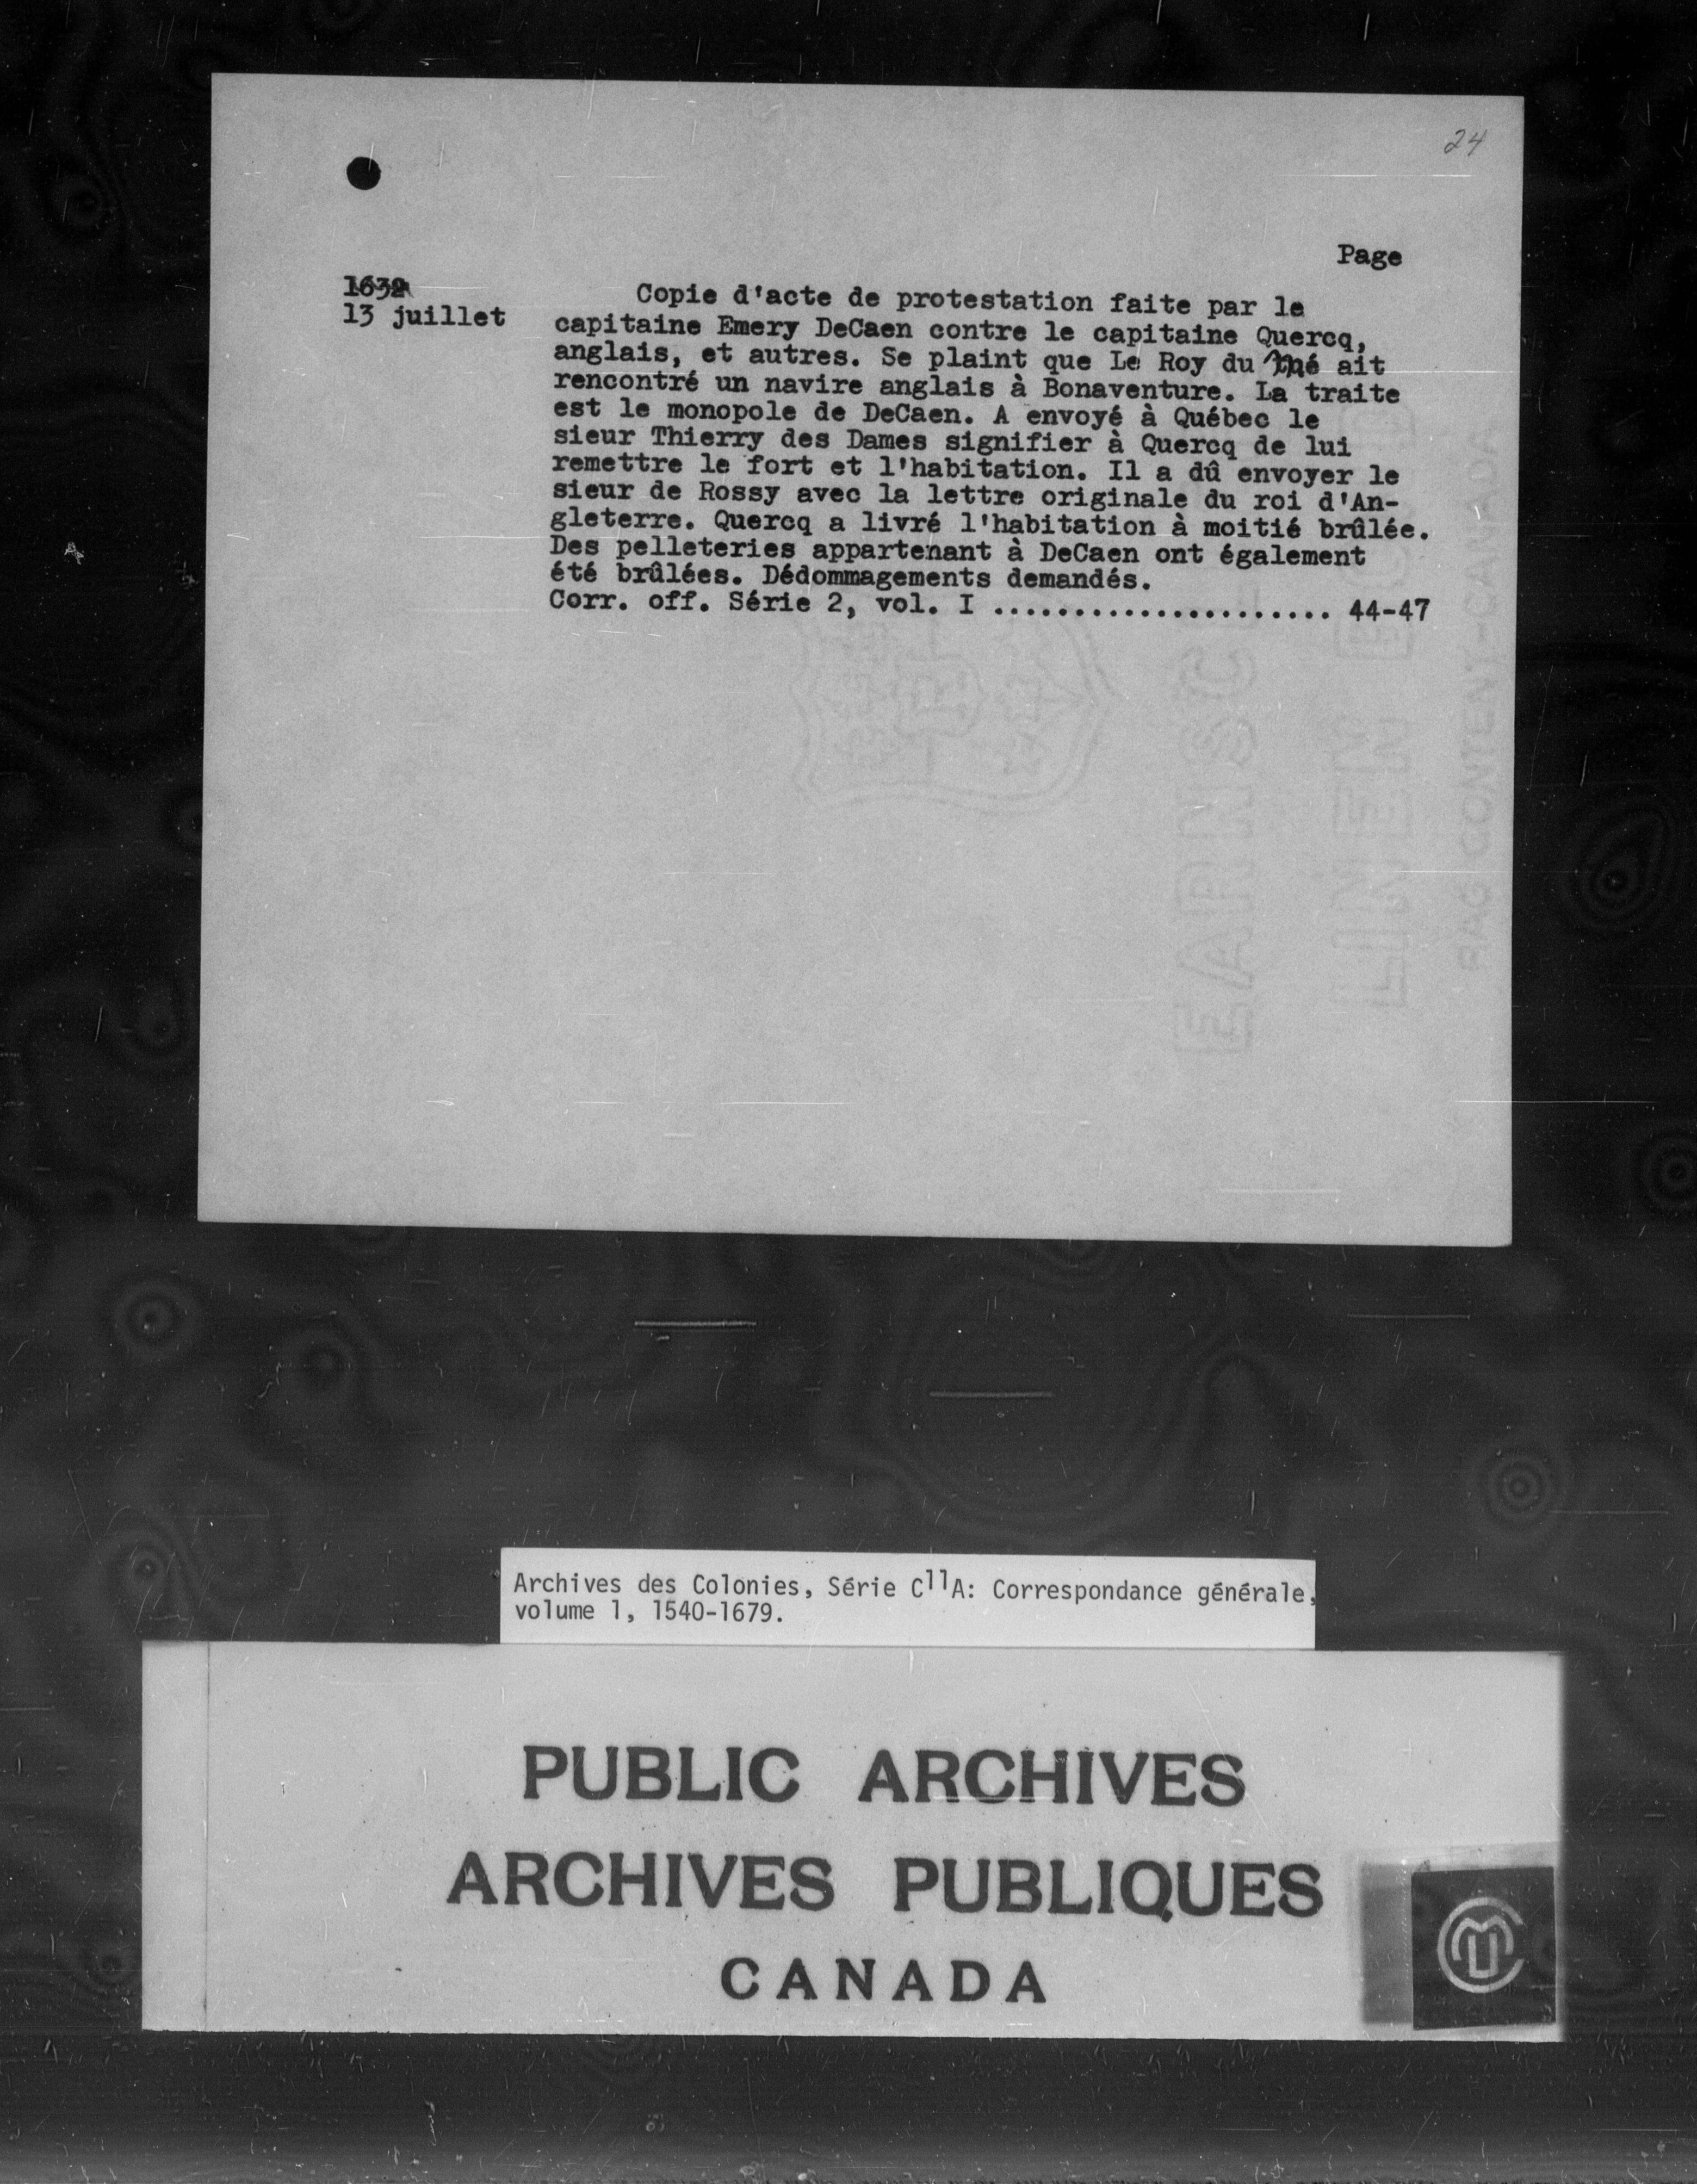 24
Page
1632
13 juillet
Copie d'acte de protestation faite par le
capitaine Emery DeCaen contre le capitaine Quercq,
anglais, et autres. Se plaint que Le Roy du ait
rencontré un navire anglais à Bonaventure. La traite
est le monopole de DeCaen. A envoyé à Québec le
sieur Thierry des Dames signifier à Quercq de lui
remettre le fort et l'habitation. Il a dû envoyer le
sieur de Rossy avec la lettre originale du roi d'An-
gleterre. Quercq a livré l'habitation à moitié brûlée.
Des pelleteries appartenant à DeCaen ont également
été brûlées. Dédommagements demandés.
Corr. off. Série 2, vol. I ...................... 44-47
EARNSC
LINEN
Archives des Colonies, Série C11A: Correspondance générale,
volume 1, 1540-1679.
PUBLIC ARCHIVES
ARCHIVES PUBLIQUES
CANADA